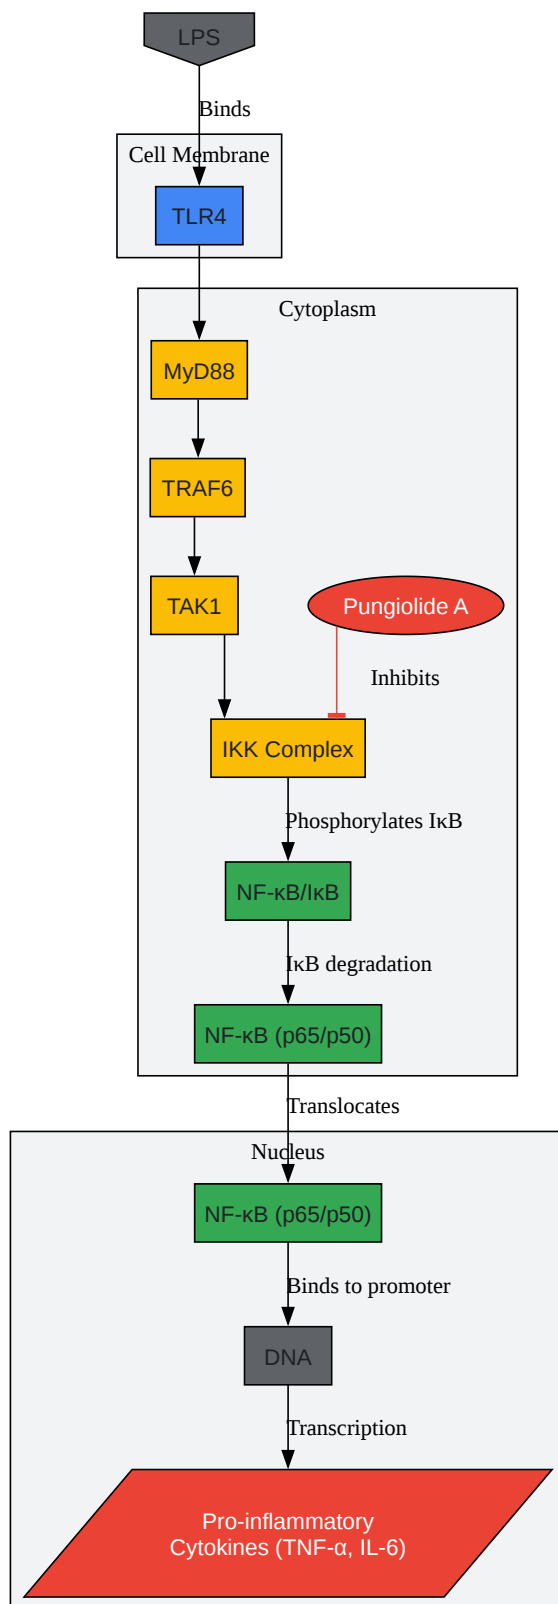 LPS
Binds
Cell Membrane
TLR4
Cytoplasm
MyD88
TRAF6
TAK1
Pungiolide A
Inhibits
IKK Complex
Phosphorylates IκB
NF-κB/IκB
IκB degradation
NF-κB (p65/p50)
Translocates
Nucleus
NF-κB (p65/p50)
Binds to promoter
DNA
Transcription
Pro-inflammatory
Cytokines (TNF-α, IL-6)